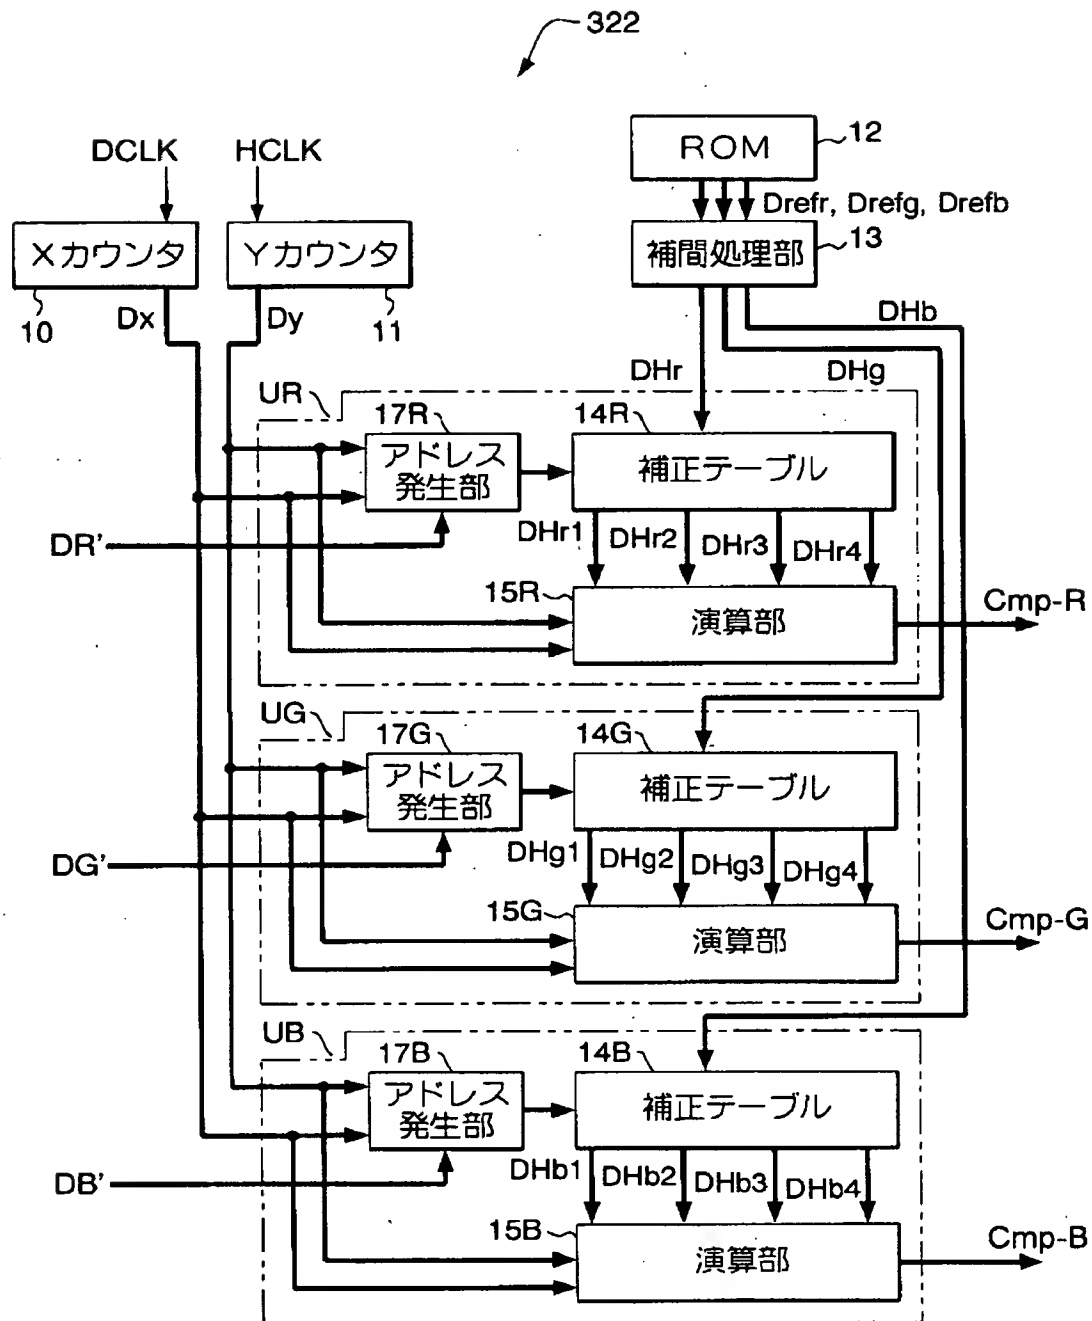 322
DCLK
HCLK
ROM
12
Drefr, Drefg, Drefb
Xカウンタ
Yカウンタ
補間処理部
13
10
Dx
Dy
11
DHb
DHr
DHg
UR
17R
14R
アドレス
発生部
補正テーブル
DR'
DHr1
DHr2
DHr3
DHr4
15R
演算部
Cmp-R
UG
17G
14G
アドレス
発生部
補正テーブル
DG'
DHg1
DHg2
DHg3
DHg4
15G
演算部
Cmp-G
UB
17B
14B
アドレス
発生部
補正テーブル
DB'
DHb1
DHb2
DHb3
DHb4
15B
演算部
Cmp-B